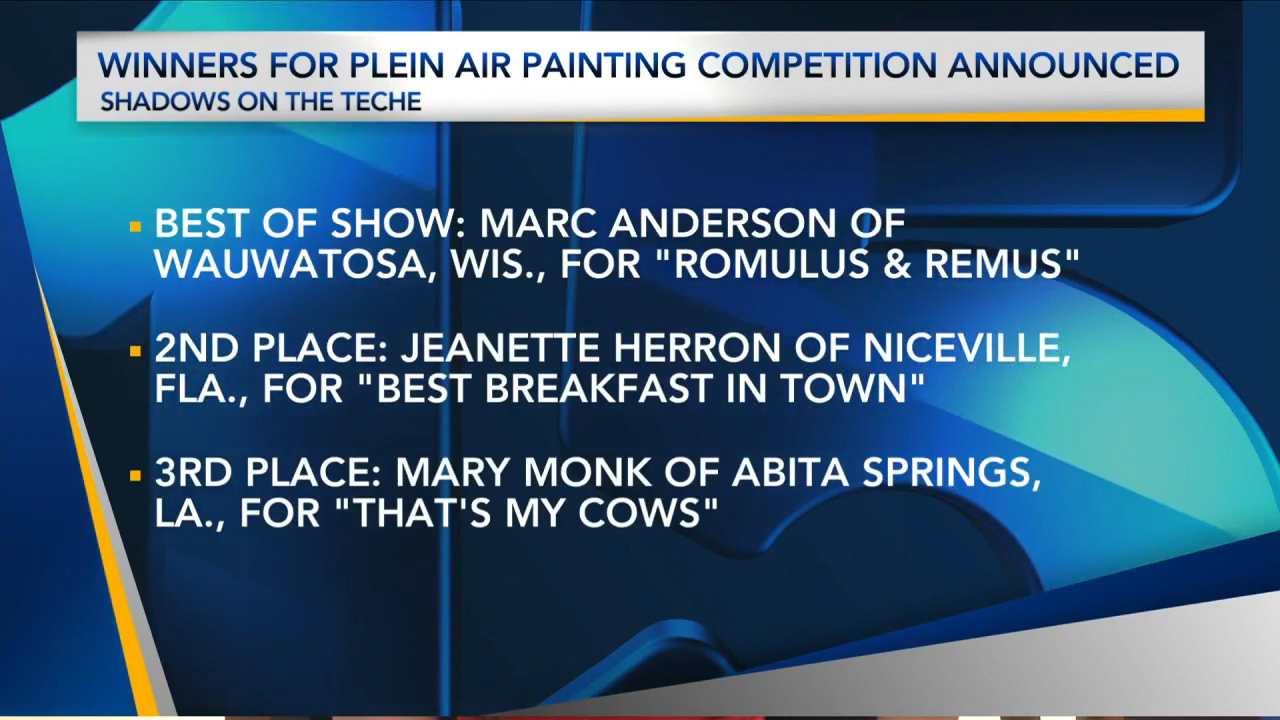 WINNERS FOR PLEIN AIR PAINTING COMPETITION ANNOUNCED
SHADOWS ON THE TECHE
BEST OF SHOW: MARC ANDERSON OF
WAUWATOSA, WIS., FOR "ROMULUS & REMUS"
2ND PLACE: JEANETTE HERRON OF NICEVILLE,
FLA., FOR "BEST BREAKFAST IN TOWN"
3RD PLACE: MARY MONK OF ABITA SPRINGS,
LA., FOR "THAT'S MY COWS"